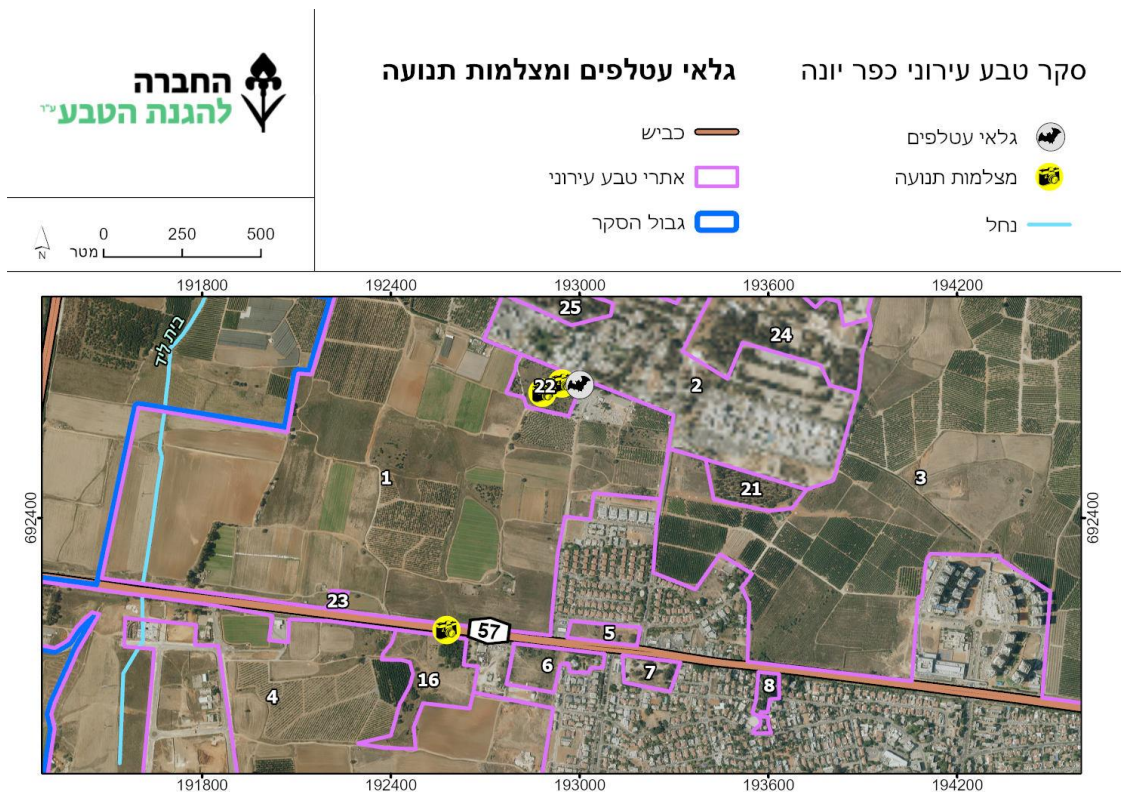 סקר טבע עירוני כפר יונה
גלאי עטלפים ומצלמות תנועה
החברה
להגנת הטבע ע״ר
גלאי עטלפים
מצלמות תנועה
נחל
כביש
אתרי טבע עירוני
גבול הסקר
0 250 500
מטר
N
191800 192400 193000 193600 194200
692400
692400
בית ליד
25
24
22
2
1
3
21
23
57
5
6
7
8
16
4
191800 192400 193000 193600 194200